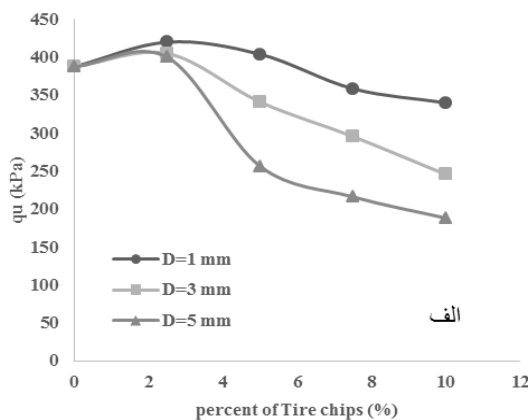 450
400
350
300
250
200
150
100
50
0
qu (kPa)
D=1 mm
D=3 mm
D=5 mm
الف
0 2 4 6 8 10 12
percent of Tire chips (%)